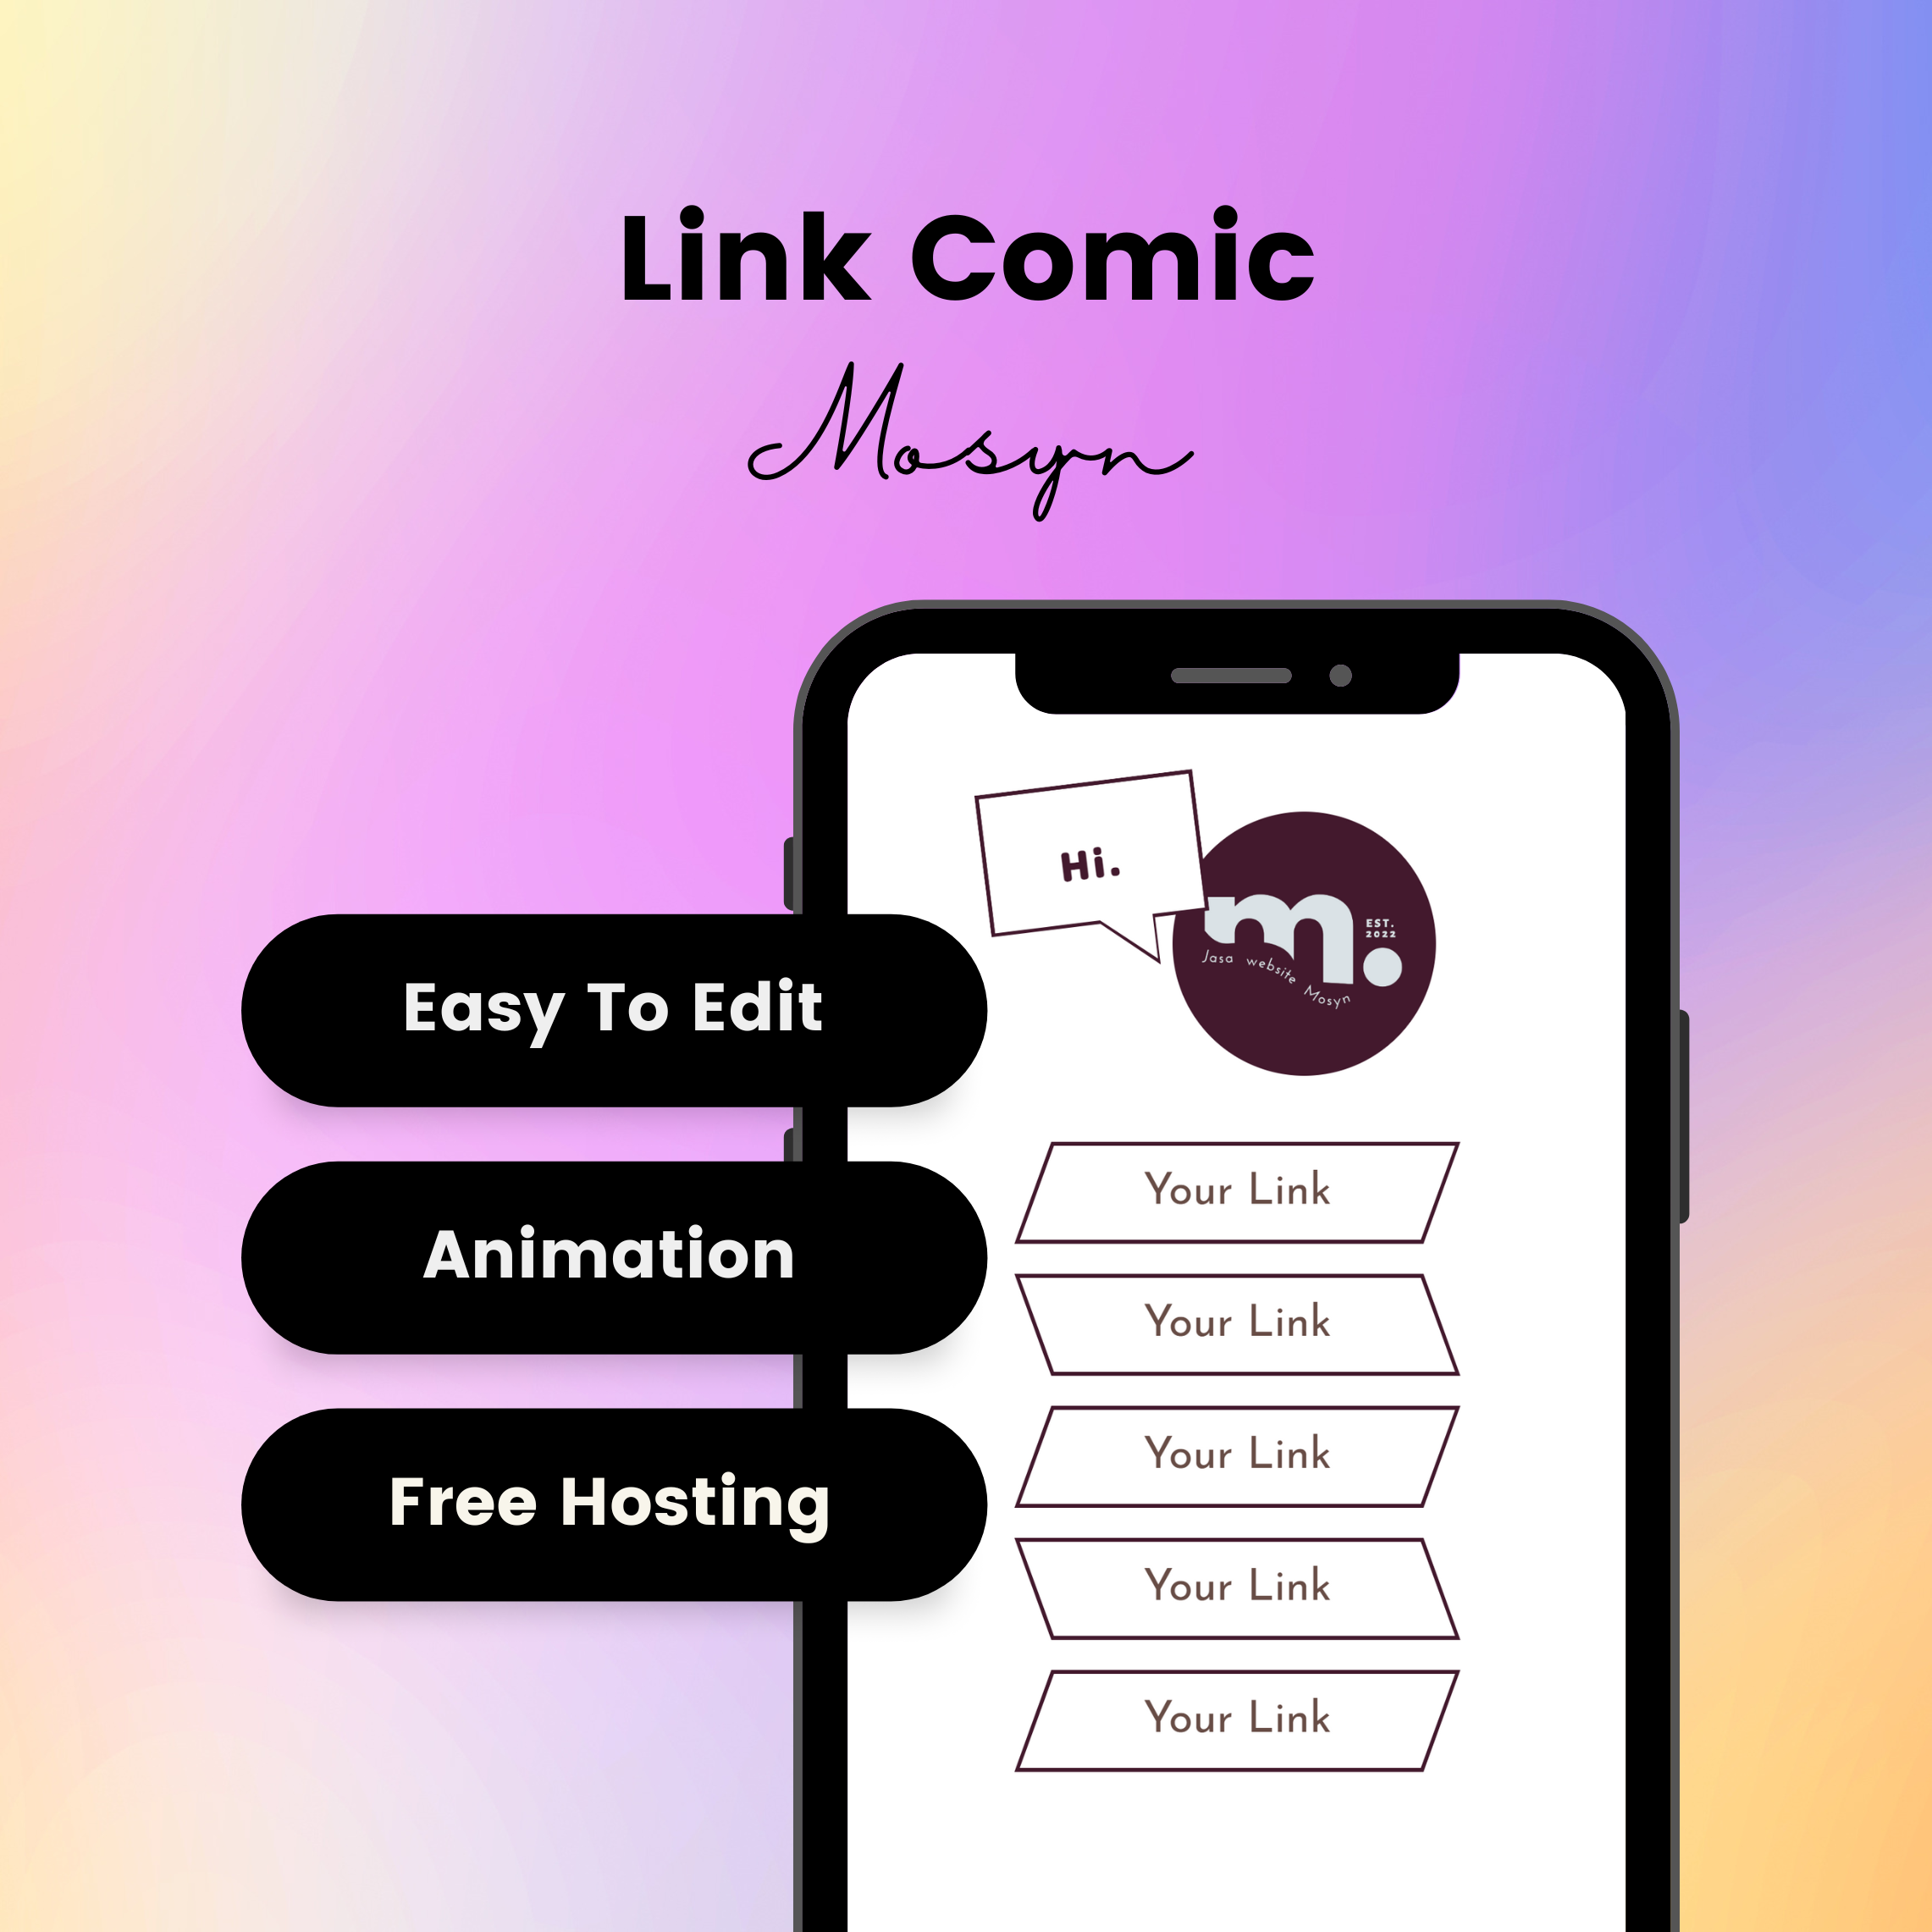 Link Comic
Mosyn
Hi.
EST.
2022
Jasa website Mosyn
m.
Easy To Edit
Animation
Free Hosting
Your Link
Your Link
Your Link
Your Link
Your Link